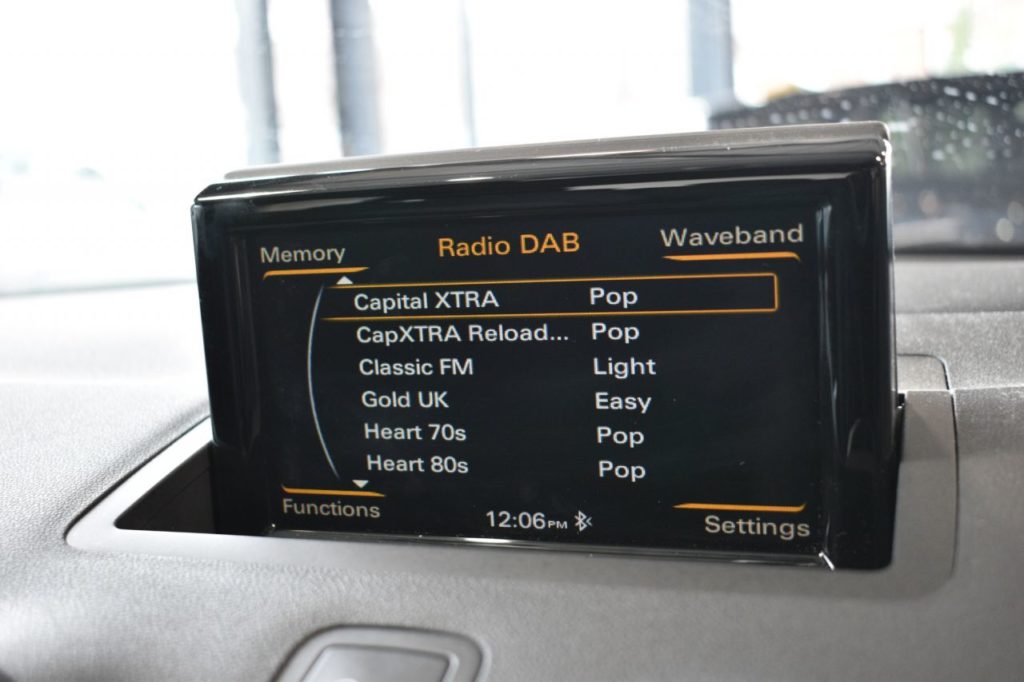 Memory Radio DAB Waveband
Capital XTRA Pop
CapXTRA Reload... Pop
Classic FM Light
Gold UK Easy
Heart 70s Pop
Heart 80s Pop
Functions 12:06PM Settings